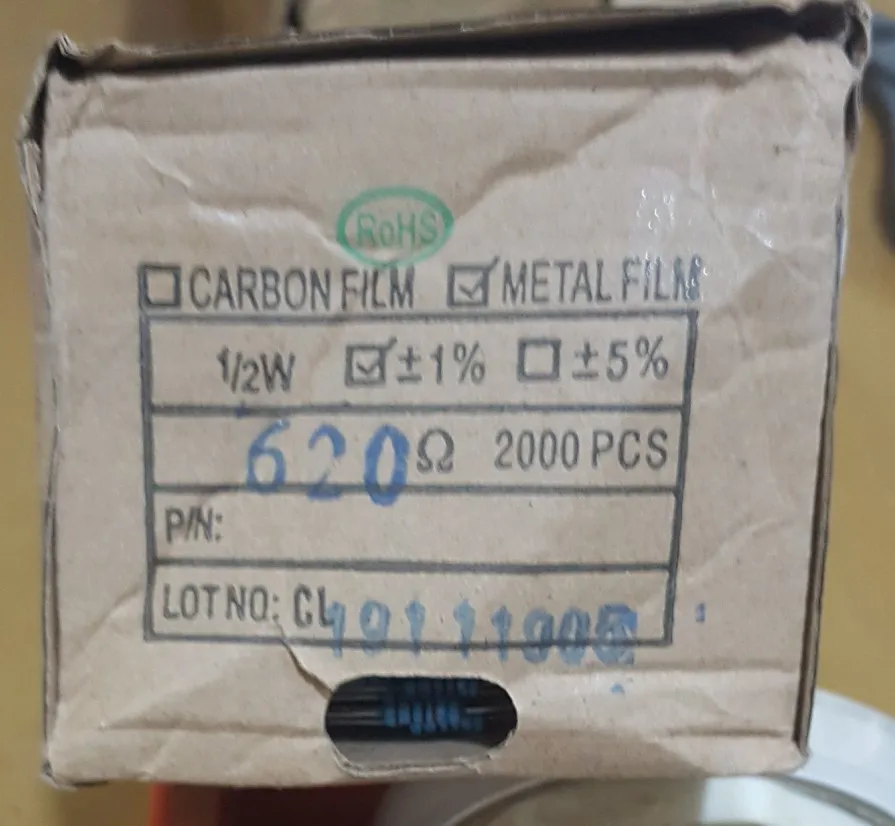 RoHS
CARBON FILM METAL FILM
1/2W ±1% ±5%
620Ω 2000 PCS
P/N:
LOT NO: CL